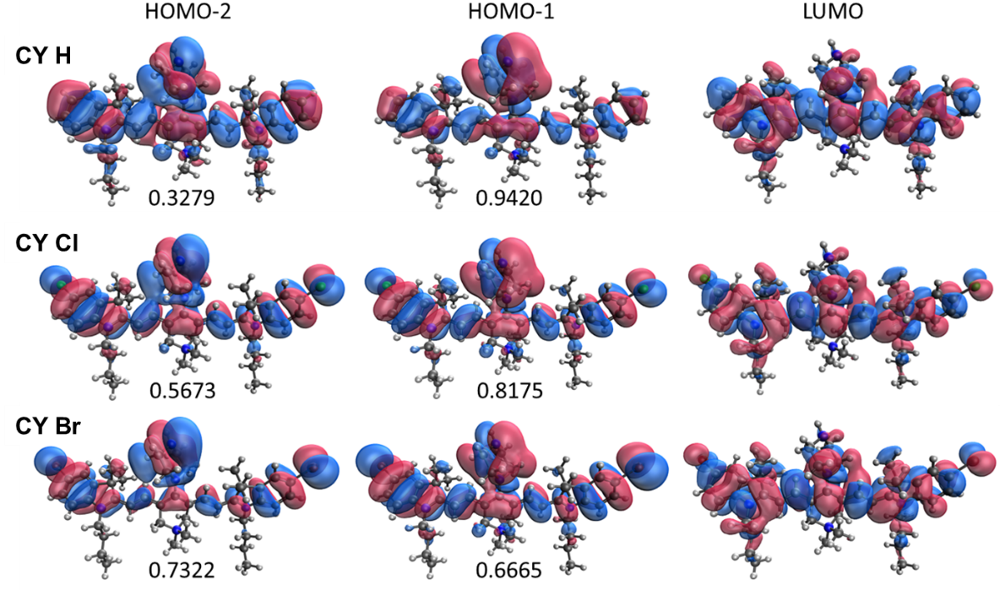 HOMO-2 HOMO-1 LUMO
CY H
0.3279 0.9420
CY Cl
0.5673 0.8175
CY Br
0.7322 0.6665